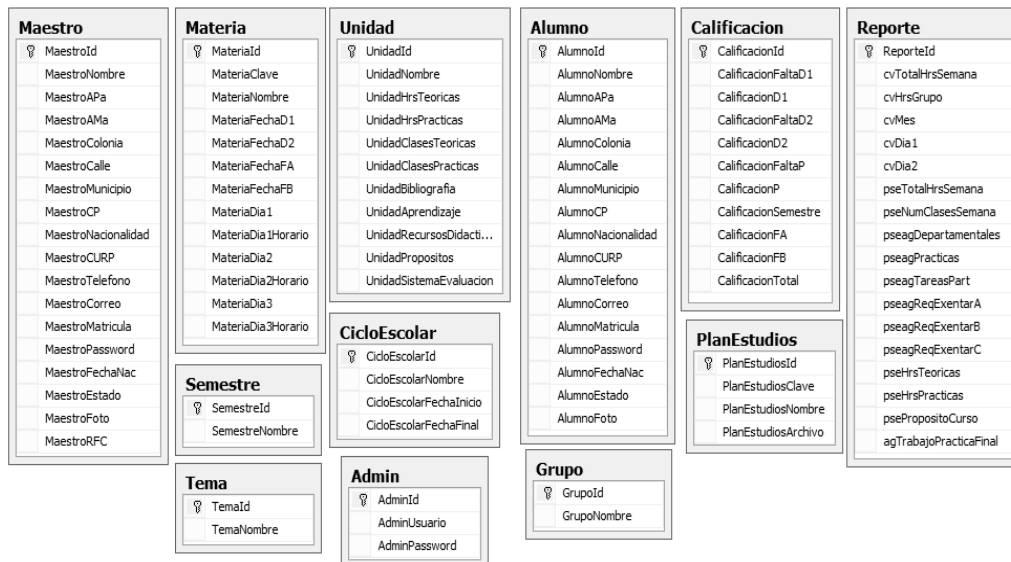 Maestro
MaestroId
MaestroNombre
MaestroAPa
MaestroAMa
MaestroColonia
MaestroCalle
MaestroMunicipio
MaestroCP
MaestroNacionalidad
MaestroCURP
MaestroTelefono
MaestroCorreo
MaestroMatricula
MaestroPassword
MaestroFechaNac
MaestroEstado
MaestroFoto
MaestroRFC
Materia
MateriaId
MateriaClave
MateriaNombre
MateriaFechaD1
MateriaFechaD2
MateriaFechaFA
MateriaFechaFB
MateriaDia1
MateriaDia1Horario
MateriaDia2
MateriaDia2Horario
MateriaDia3
MateriaDia3Horario
Semestre
SemestreId
SemestreNombre
Tema
TemaId
TemaNombre
Unidad
UnidadId
UnidadNombre
UnidadHrsTeoricas
UnidadHrsPracticas
UnidadClasesTeoricas
UnidadClasesPracticas
UnidadBibliografia
UnidadAprendizaje
UnidadRecursosDidacti...
UnidadPropositos
UnidadSistemaEvaluacion
CicloEscolar
CicloEscolarId
CicloEscolarNombre
CicloEscolarFechaInicio
CicloEscolarFechaFinal
Admin
AdminId
AdminUsuario
AdminPassword
Alumno
AlumnoId
AlumnoNombre
AlumnoAPa
AlumnoAMa
AlumnoColonia
AlumnoCalle
AlumnoMunicipio
AlumnoCP
AlumnoNacionalidad
AlumnoCURP
AlumnoTelefono
AlumnoCorreo
AlumnoMatricula
AlumnoPassword
AlumnoFechaNac
AlumnoEstado
AlumnoFoto
Grupo
GrupoId
GrupoNombre
Calificacion
CalificacionId
CalificacionFaltaD1
CalificacionD1
CalificacionFaltaD2
CalificacionD2
CalificacionFaltaP
CalificacionP
CalificacionSemestre
CalificacionFA
CalificacionFB
CalificacionTotal
PlanEstudios
PlanEstudiosId
PlanEstudiosClave
PlanEstudiosNombre
PlanEstudiosArchivo
Reporte
ReporteId
cvTotalHrsSemana
cvHrsGrupo
cvMes
cvDia1
cvDia2
pseTotalHrsSemana
pseNumClasesSemana
pseagDepartamentales
pseagPracticas
pseagTareasPart
pseagReqExentarA
pseagReqExentarB
pseagReqExentarC
pseHrsTeoricas
pseHrsPracticas
psePropositoCurso
agTrabajoPracticaFinal